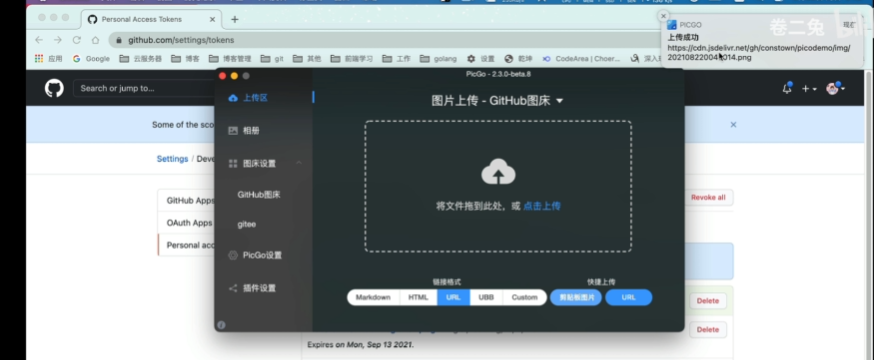 Personal Access Tokens
github.com/settings/tokens
应用
Google
云服务器
博客
博客管理
git
其他
前端学习
工作
golang
设置
乾坤
CodeArea | Choer...
深入
Search or jump to...
Some of the sco
Settings / Deve
GitHub Apps
OAuth Apps
Personal acc
PicGo - 2.3.0-beta.8
上传区
相册
图床设置
GitHub图床
gitee
PicGo设置
插件设置
图片上传 - GitHub图床
将文件拖到此处，或 点击上传
链接格式
Markdown
HTML
URL
UBB
Custom
快捷上传
剪贴板图片
URL
PICGO
现在
上传成功
https://cdn.jsdelivr.net/gh/constown/picodemo/img/
卷二兔
Revoke all
Delete
Delete
Expires on Mon, Sep 13 2021.